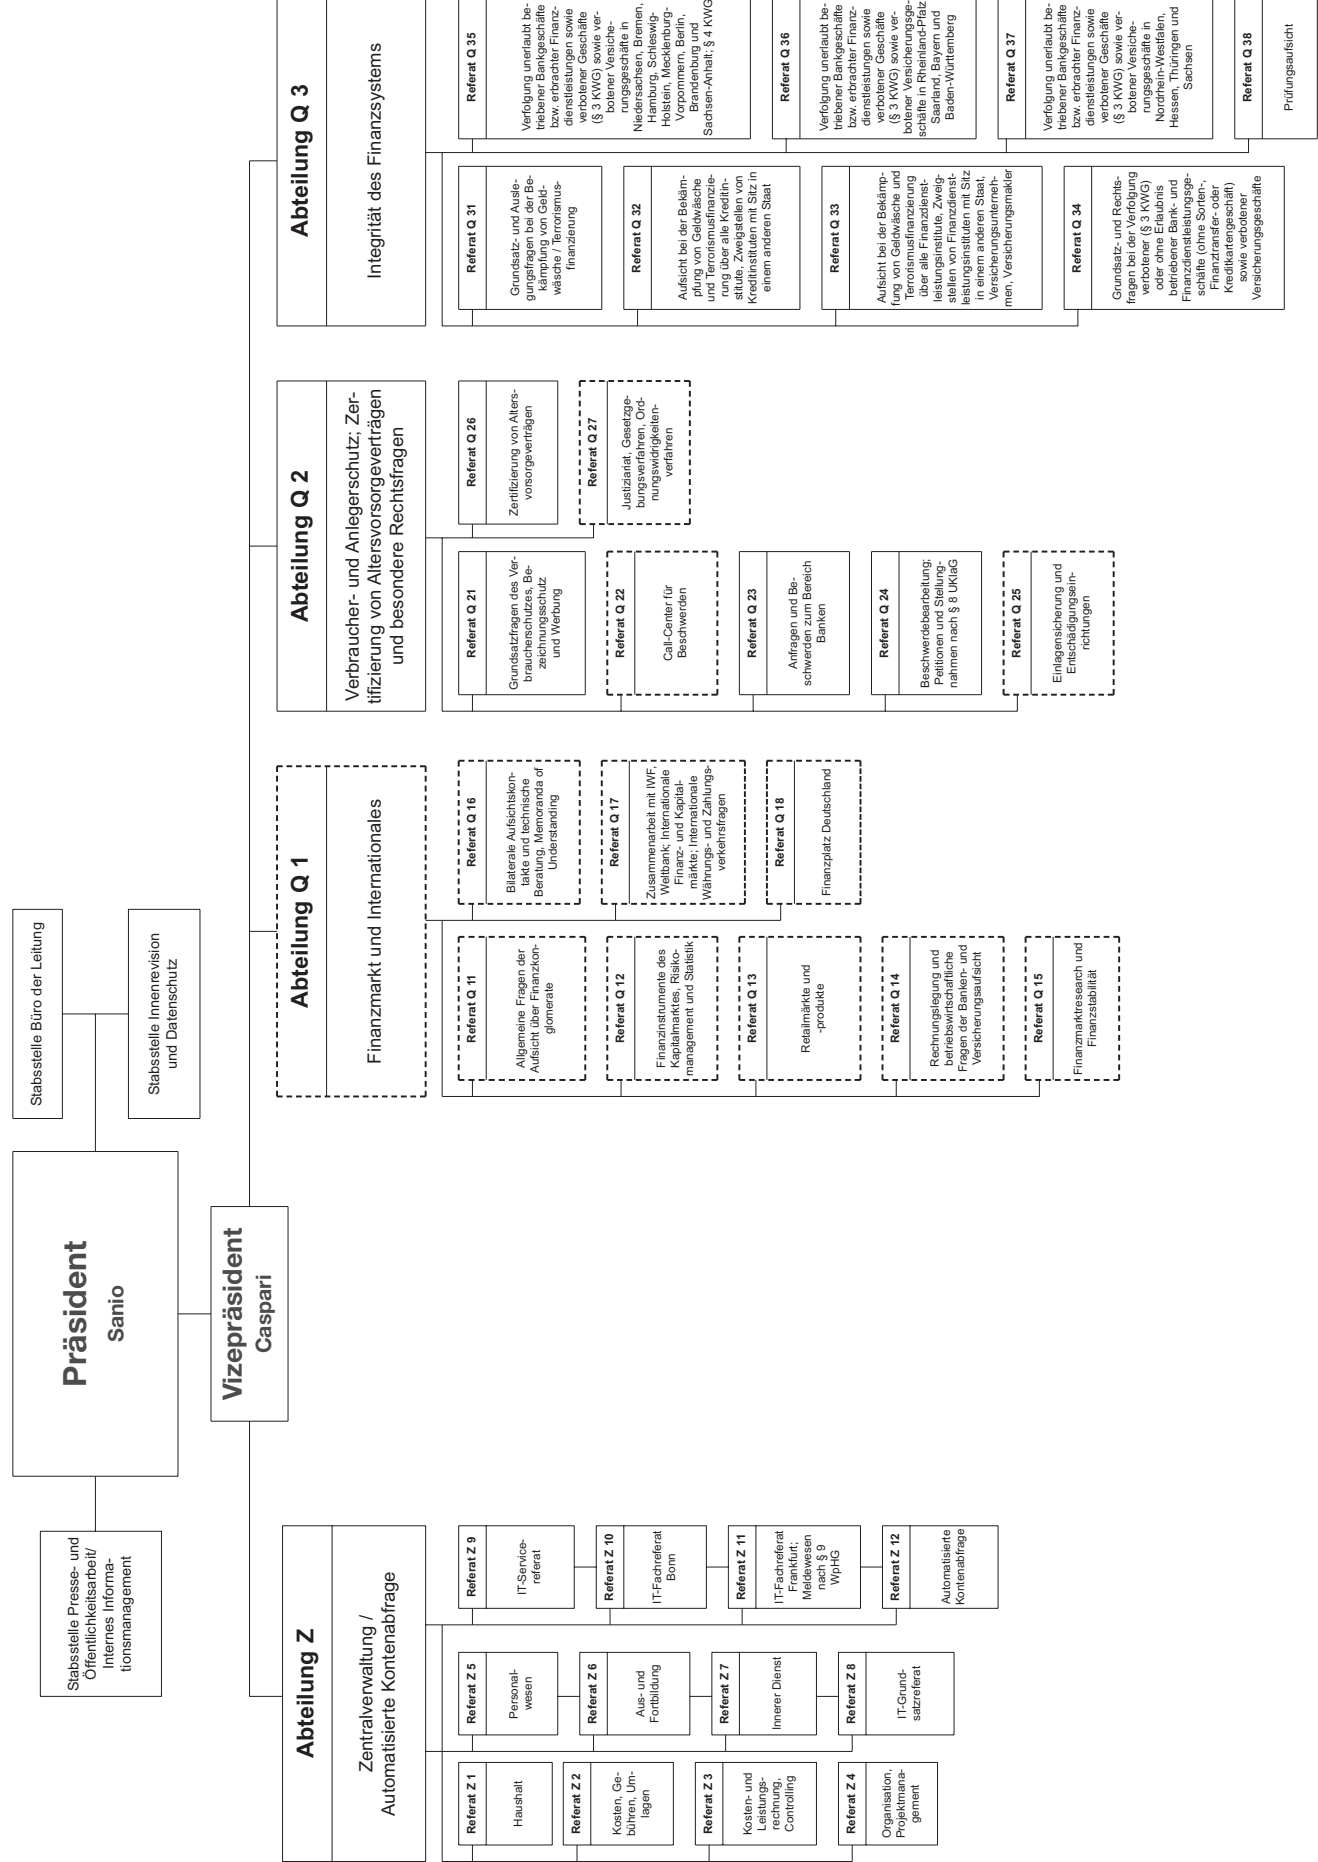 Präsident
Sanio
Vizepräsident
Caspari
Stabsstelle Presse- und
Öffentlichkeitsarbeit/
Internes Informa-
tionsmanagement
Stabsstelle Büro der Leitung
Stabsstelle Innenrevision
und Datenschutz
Abteilung Z
Zentralverwaltung /
Automatisierte Kontenabfrage
Referat Z 1
Haushalt
Referat Z 2
Kosten, Ge-
bühren, Um-
lagen
Referat Z 3
Kosten- und
Leistungs-
rechnung,
Controlling
Referat Z 4
Organisation,
Projektmana-
gement
Referat Z 5
Personal-
wesen
Referat Z 6
Aus- und
Fortbildung
Referat Z 7
Innerer Dienst
Referat Z 8
IT-Grund-
satzreferat
Referat Z 9
IT-Service-
referat
Referat Z 10
IT-Fachreferat
Bonn
Referat Z 11
IT-Fachreferat
Frankfurt;
Meldewesen
nach § 9
WpHG
Referat Z 12
Automatisierte
Kontenabfrage
Abteilung Q 1
Finanzmarkt und Internationales
Referat Q 11
Allgemeine Fragen der
Aufsicht über Finanzkon-
glomerate
Referat Q 12
Finanzinstrumente des
Kapitalmarktes, Risiko-
management und Statistik
Referat Q 13
Retailmärkte und
-produkte
Referat Q 14
Rechnungslegung und
betriebswirtschaftliche
Fragen der Banken- und
Versicherungsaufsicht
Referat Q 15
Finanzmarktresearch und
Finanzstabilität
Referat Q 16
Bilaterale Aufsichtskon-
takte und technische
Beratung, Memoranda of
Understanding
Referat Q 17
Zusammenarbeit mit IWF,
Weltbank; Internationale
Finanz- und Kapital-
märkte; Internationale
Währungs- und Zahlungs-
verkehrsfragen
Referat Q 18
Finanzplatz Deutschland
Abteilung Q 2
Verbraucher- und Anlegerschutz; Zer-
tifizierung von Altersvorsorgeverträgen
und besondere Rechtsfragen
Referat Q 21
Grundsatzfragen des Ver-
braucherschutzes, Be-
zeichnungsschutz
und Werbung
Referat Q 22
Call-Center für
Beschwerden
Referat Q 23
Anfragen und Be-
schwerden zum Bereich
Banken
Referat Q 24
Beschwerdebearbeitung;
Petitionen und Stellung-
nahmen nach § 8 UKlaG
Referat Q 25
Einlagensicherung und
Entschädigungsein-
richtungen
Referat Q 26
Zertifizierung von Alters-
vorsorgeverträgen
Referat Q 27
Justiziariat, Gesetzge-
bungsverfahren, Ord-
nungswidrigkeiten-
verfahren
Abteilung Q 3
Integrität des Finanzsystems
Referat Q 31
Grundsatz- und Ausle-
gungsfragen bei der Be-
kämpfung von Geld-
wäsche / Terrorismus-
finanzierung
Referat Q 32
Aufsicht bei der Bekäm-
pfung von Geldwäsche
und Terrorismusfinanzie-
rung über alle Kreditin-
stitute, Zweigstellen von
Kreditinstituten mit Sitz in
einem anderen Staat
Referat Q 33
Aufsicht bei der Bekämp-
fung von Geldwäsche und
Terrorismusfinanzierung
über alle Finanzdienst-
leistungsinstitute, Zweig-
stellen von Finanzdienst-
leistungsinstituten mit Sitz
in einem anderen Staat,
Versicherungsunterneh-
men, Versicherungsmakler
Referat Q 34
Grundsatz- und Rechts-
fragen bei der Verfolgung
verbotener (§ 3 KWG)
oder ohne Erlaubnis
betriebener Bank- und
Finanzdienstleistungsge-
schäfte (ohne Sorten-,
Finanztransfer- oder
Kreditkartengeschäft)
sowie verbotener
Versicherungsgeschäfte
Referat Q 35
Verfolgung unerlaubt be-
triebener Bankgeschäfte
bzw. erbrachter Finanz-
dienstleistungen sowie
verbotener Geschäfte
(§ 3 KWG) sowie ver-
botener Versiche-
rungsgeschäfte in
Niedersachsen, Bremen,
Hamburg, Schleswig-
Holstein, Mecklenburg-
Vorpommern, Berlin,
Brandenburg und
Sachsen-Anhalt; § 4 KWG
Referat Q 36
Verfolgung unerlaubt be-
triebener Bankgeschäfte
bzw. erbrachter Finanz-
dienstleistungen sowie
verbotener Geschäfte
(§ 3 KWG) sowie ver-
botener Versicherungsge-
schäfte in Rheinland-Pfalz
Saarland, Bayern und
Baden-Württemberg
Referat Q 37
Verfolgung unerlaubt be-
triebener Bankgeschäfte
bzw. erbrachter Finanz-
dienstleistungen sowie
verbotener Geschäfte
(§ 3 KWG) sowie ver-
botener Versiche-
rungsgeschäfte in
Nordrhein-Westfalen,
Hessen, Thüringen und
Sachsen
Referat Q 38
Prüfungsaufsicht